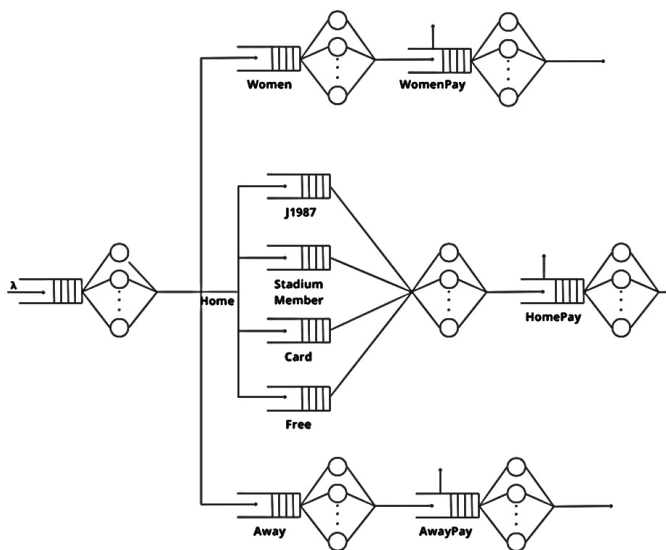 Women
WomenPay
J1987
λ
Stadium
Member
Home
HomePay
Card
Free
Away
AwayPay